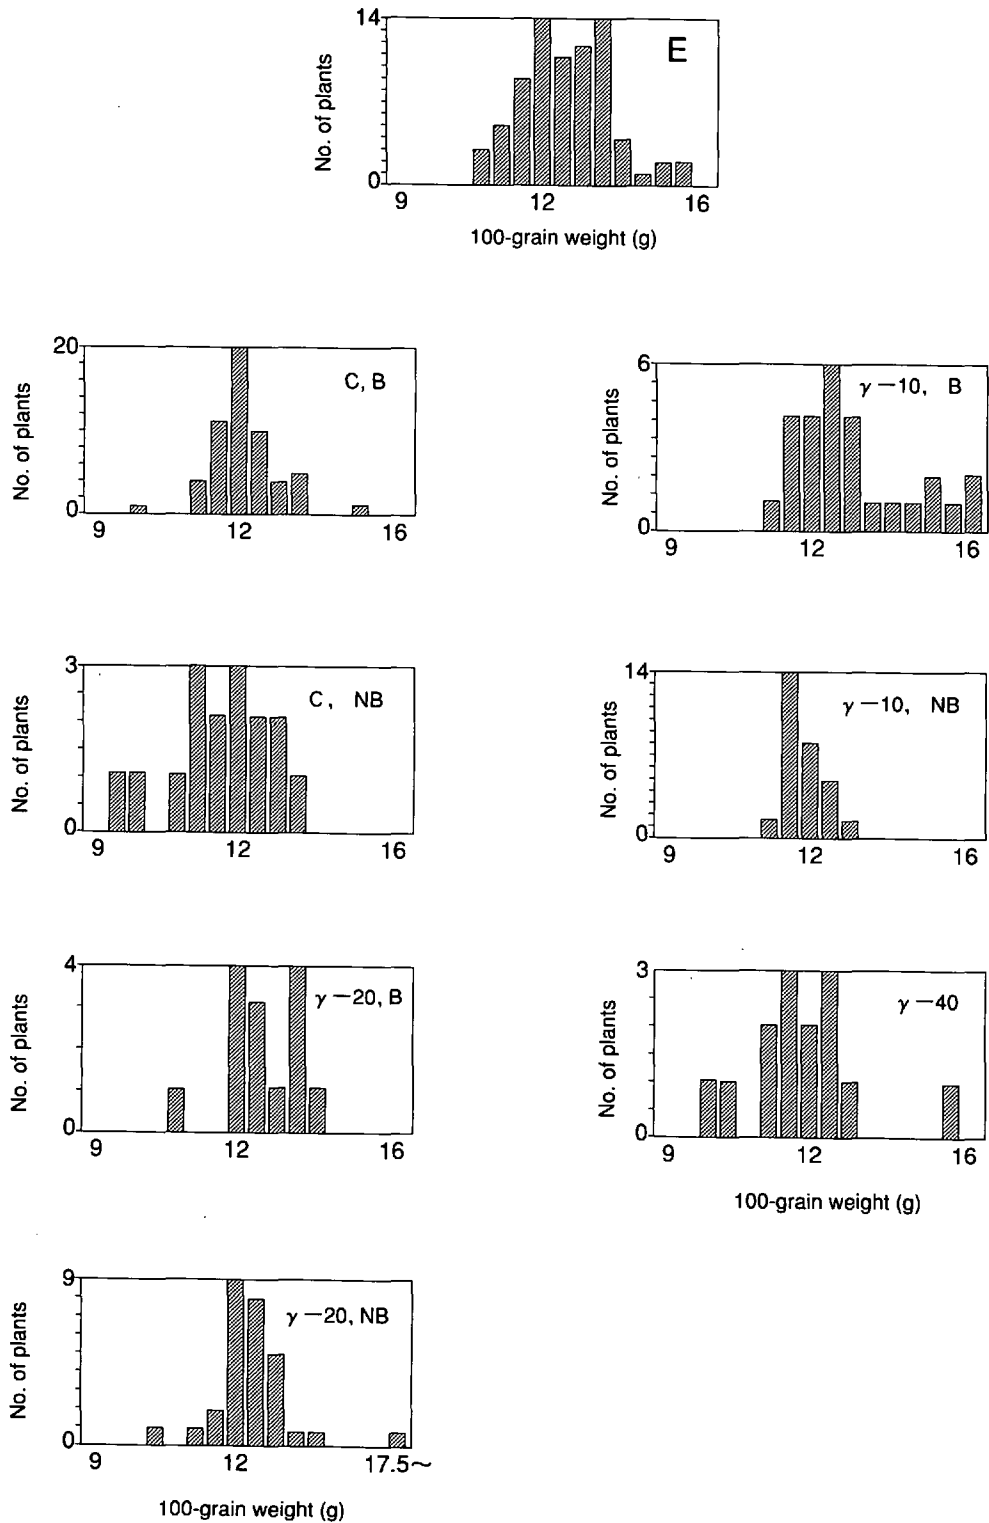 14
E
No. of plants
0
9 12 16
100-grain weight (g)
20
C, B
No. of plants
0
9 12 16
6
γ－10, B
No. of plants
0
9 12 16
3
C, NB
No. of plants
0
9 12 16
14
γ－10, NB
No. of plants
0
9 12 16
4
γ－20, B
No. of plants
0
9 12 16
3
γ－40
No. of plants
0
9 12 16
100-grain weight (g)
9
γ－20, NB
No. of plants
0
9 12 17.5～
100-grain weight (g)